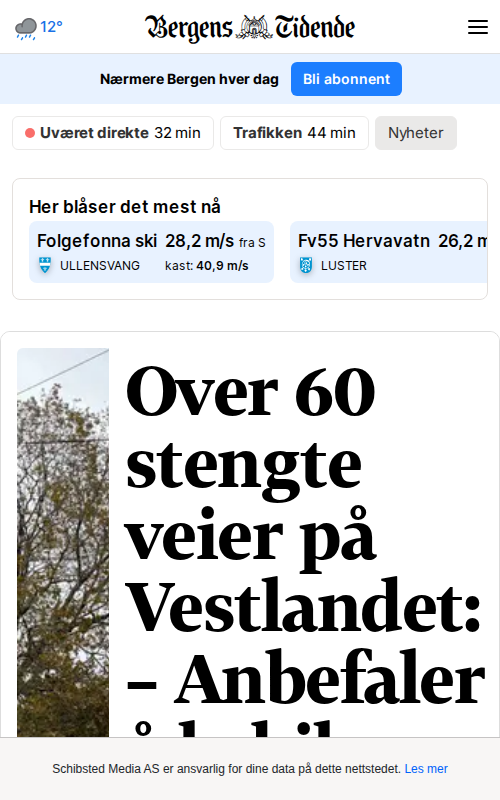 12°
Bergens Tidende
Nærmere Bergen hver dag
Bli abonnent
Uværet direkte 32 min
Trafikken 44 min
Nyheter
Her blåser det mest nå
Folgefonna ski 28,2 m/s fra S
ULLENSVANG kast: 40,9 m/s
Fv55 Hervavatn 26,2 m
LUSTER
Over 60
stengte
veier på
Vestlandet:
– Anbefaler
Schibsted Media AS er ansvarlig for dine data på dette nettstedet. Les mer